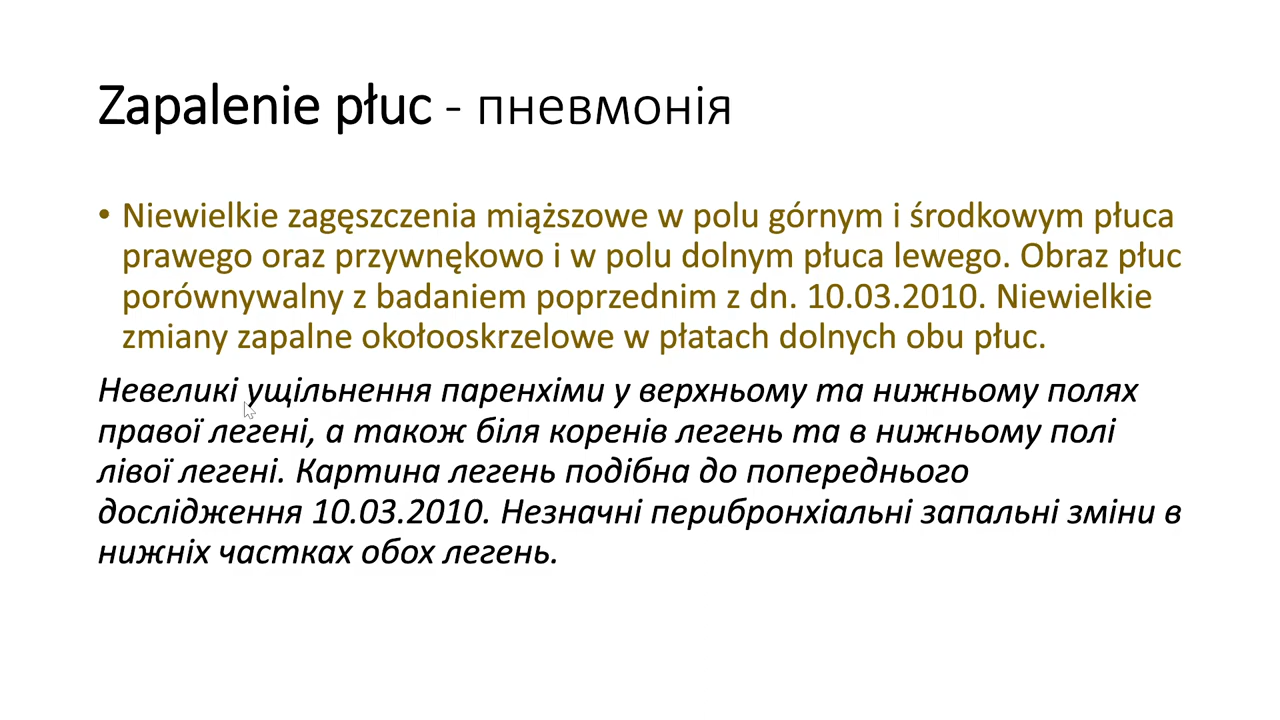 Zapalenie płuc - пневмонія
• Niewielkie zagęszczenia miąższowe w polu górnym i środkowym płuca
prawego oraz przywnękowo i w polu dolnym płuca lewego. Obraz płuc
porównywalny z badaniem poprzednim z dn. 10.03.2010. Niewielkie
zmiany zapalne okołooskrzelowe w płatach dolnych obu płuc.
Невеликі ущільнення паренхіми у верхньому та нижньому полях
правої легені, а також біля коренів легень та в нижньому полі
лівої легені. Картина легень подібна до попереднього
дослідження 10.03.2010. Незначні перибронхіальні запальні зміни в
нижніх частках обох легень.